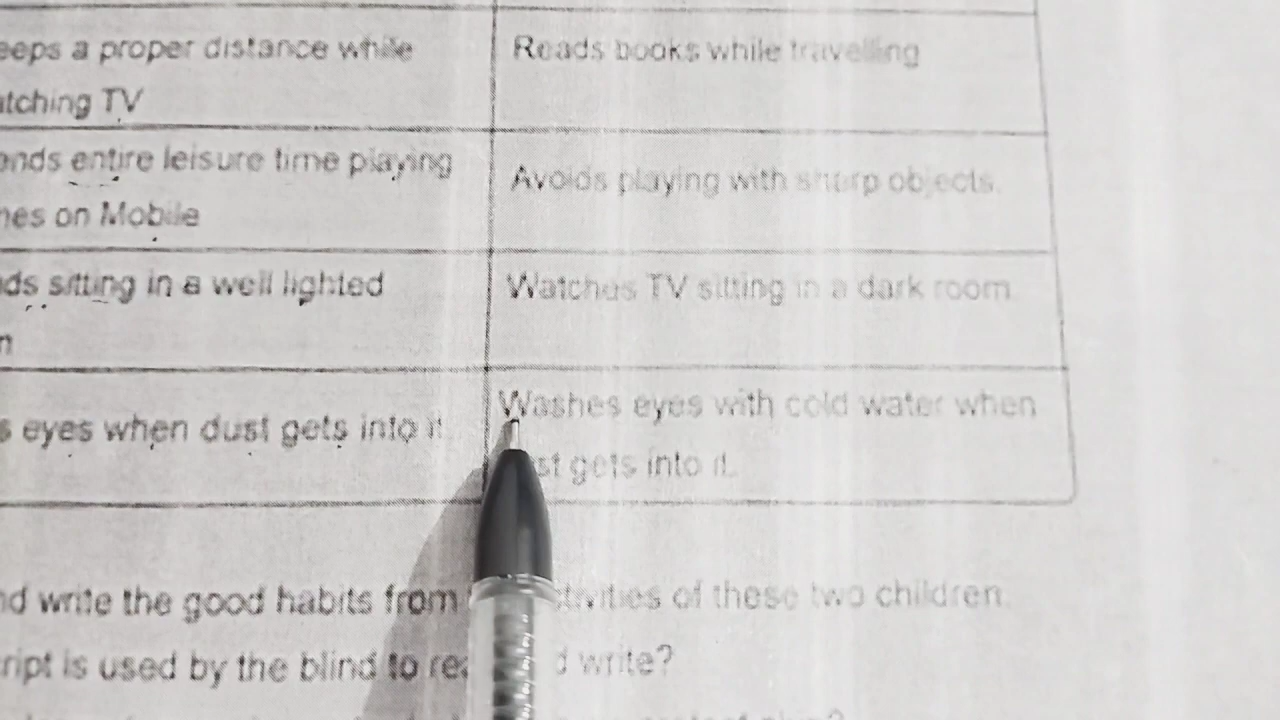 eeps a proper distance while
atching TV
Reads books while travelling
ends entire leisure time playing
mes on Mobile
Avoids playing with sharp objects.
ds sitting in a well lighted
Watches TV sitting in a dark room
s eyes when dust gets into it
Washes eyes with cold water when
st gets into it.
nd write the good habits from tivities of these two children.
ript is used by the blind to rea d write?